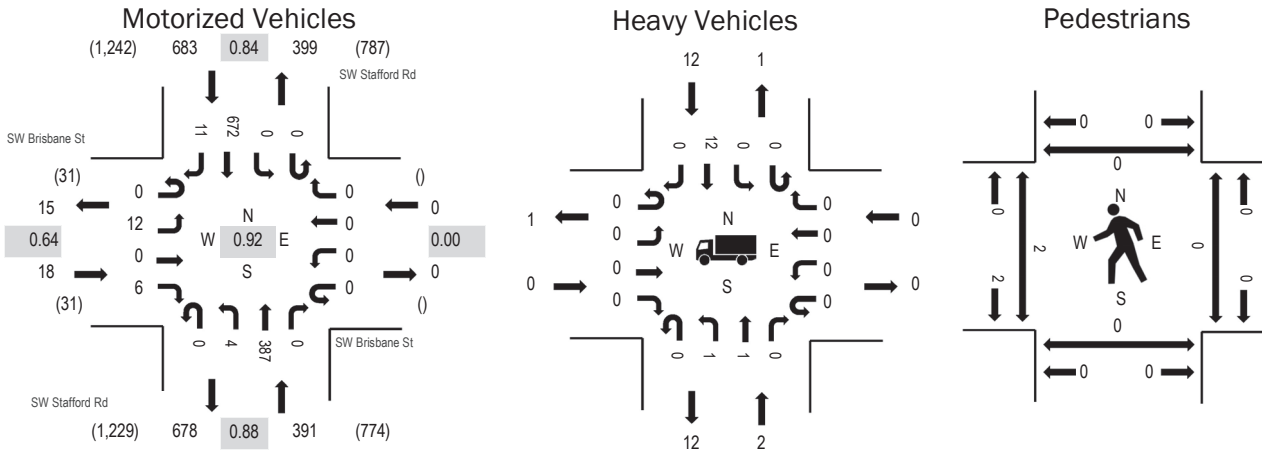 Motorized Vehicles
(1,242) 683 0.84 399 (787)
SW Stafford Rd
SW Brisbane St
11 672 0 0
(31) 0 0 ()
15 12 0 0
N
0.64 W 0.92 E 0.00
S
18 0 0 0
(31) 6 0 ()
0 4 387 0
SW Brisbane St
SW Stafford Rd
(1,229) 678 0.88 391 (774)
Heavy Vehicles
12 1
0 12 0 0
0 0
1 0 0 0
N
W E
S
0 0 0 0
0 0
0 1 1 0
12 2
Pedestrians
0 0
0
N
0 0
W E
2 0
S
2 0
0
0 0